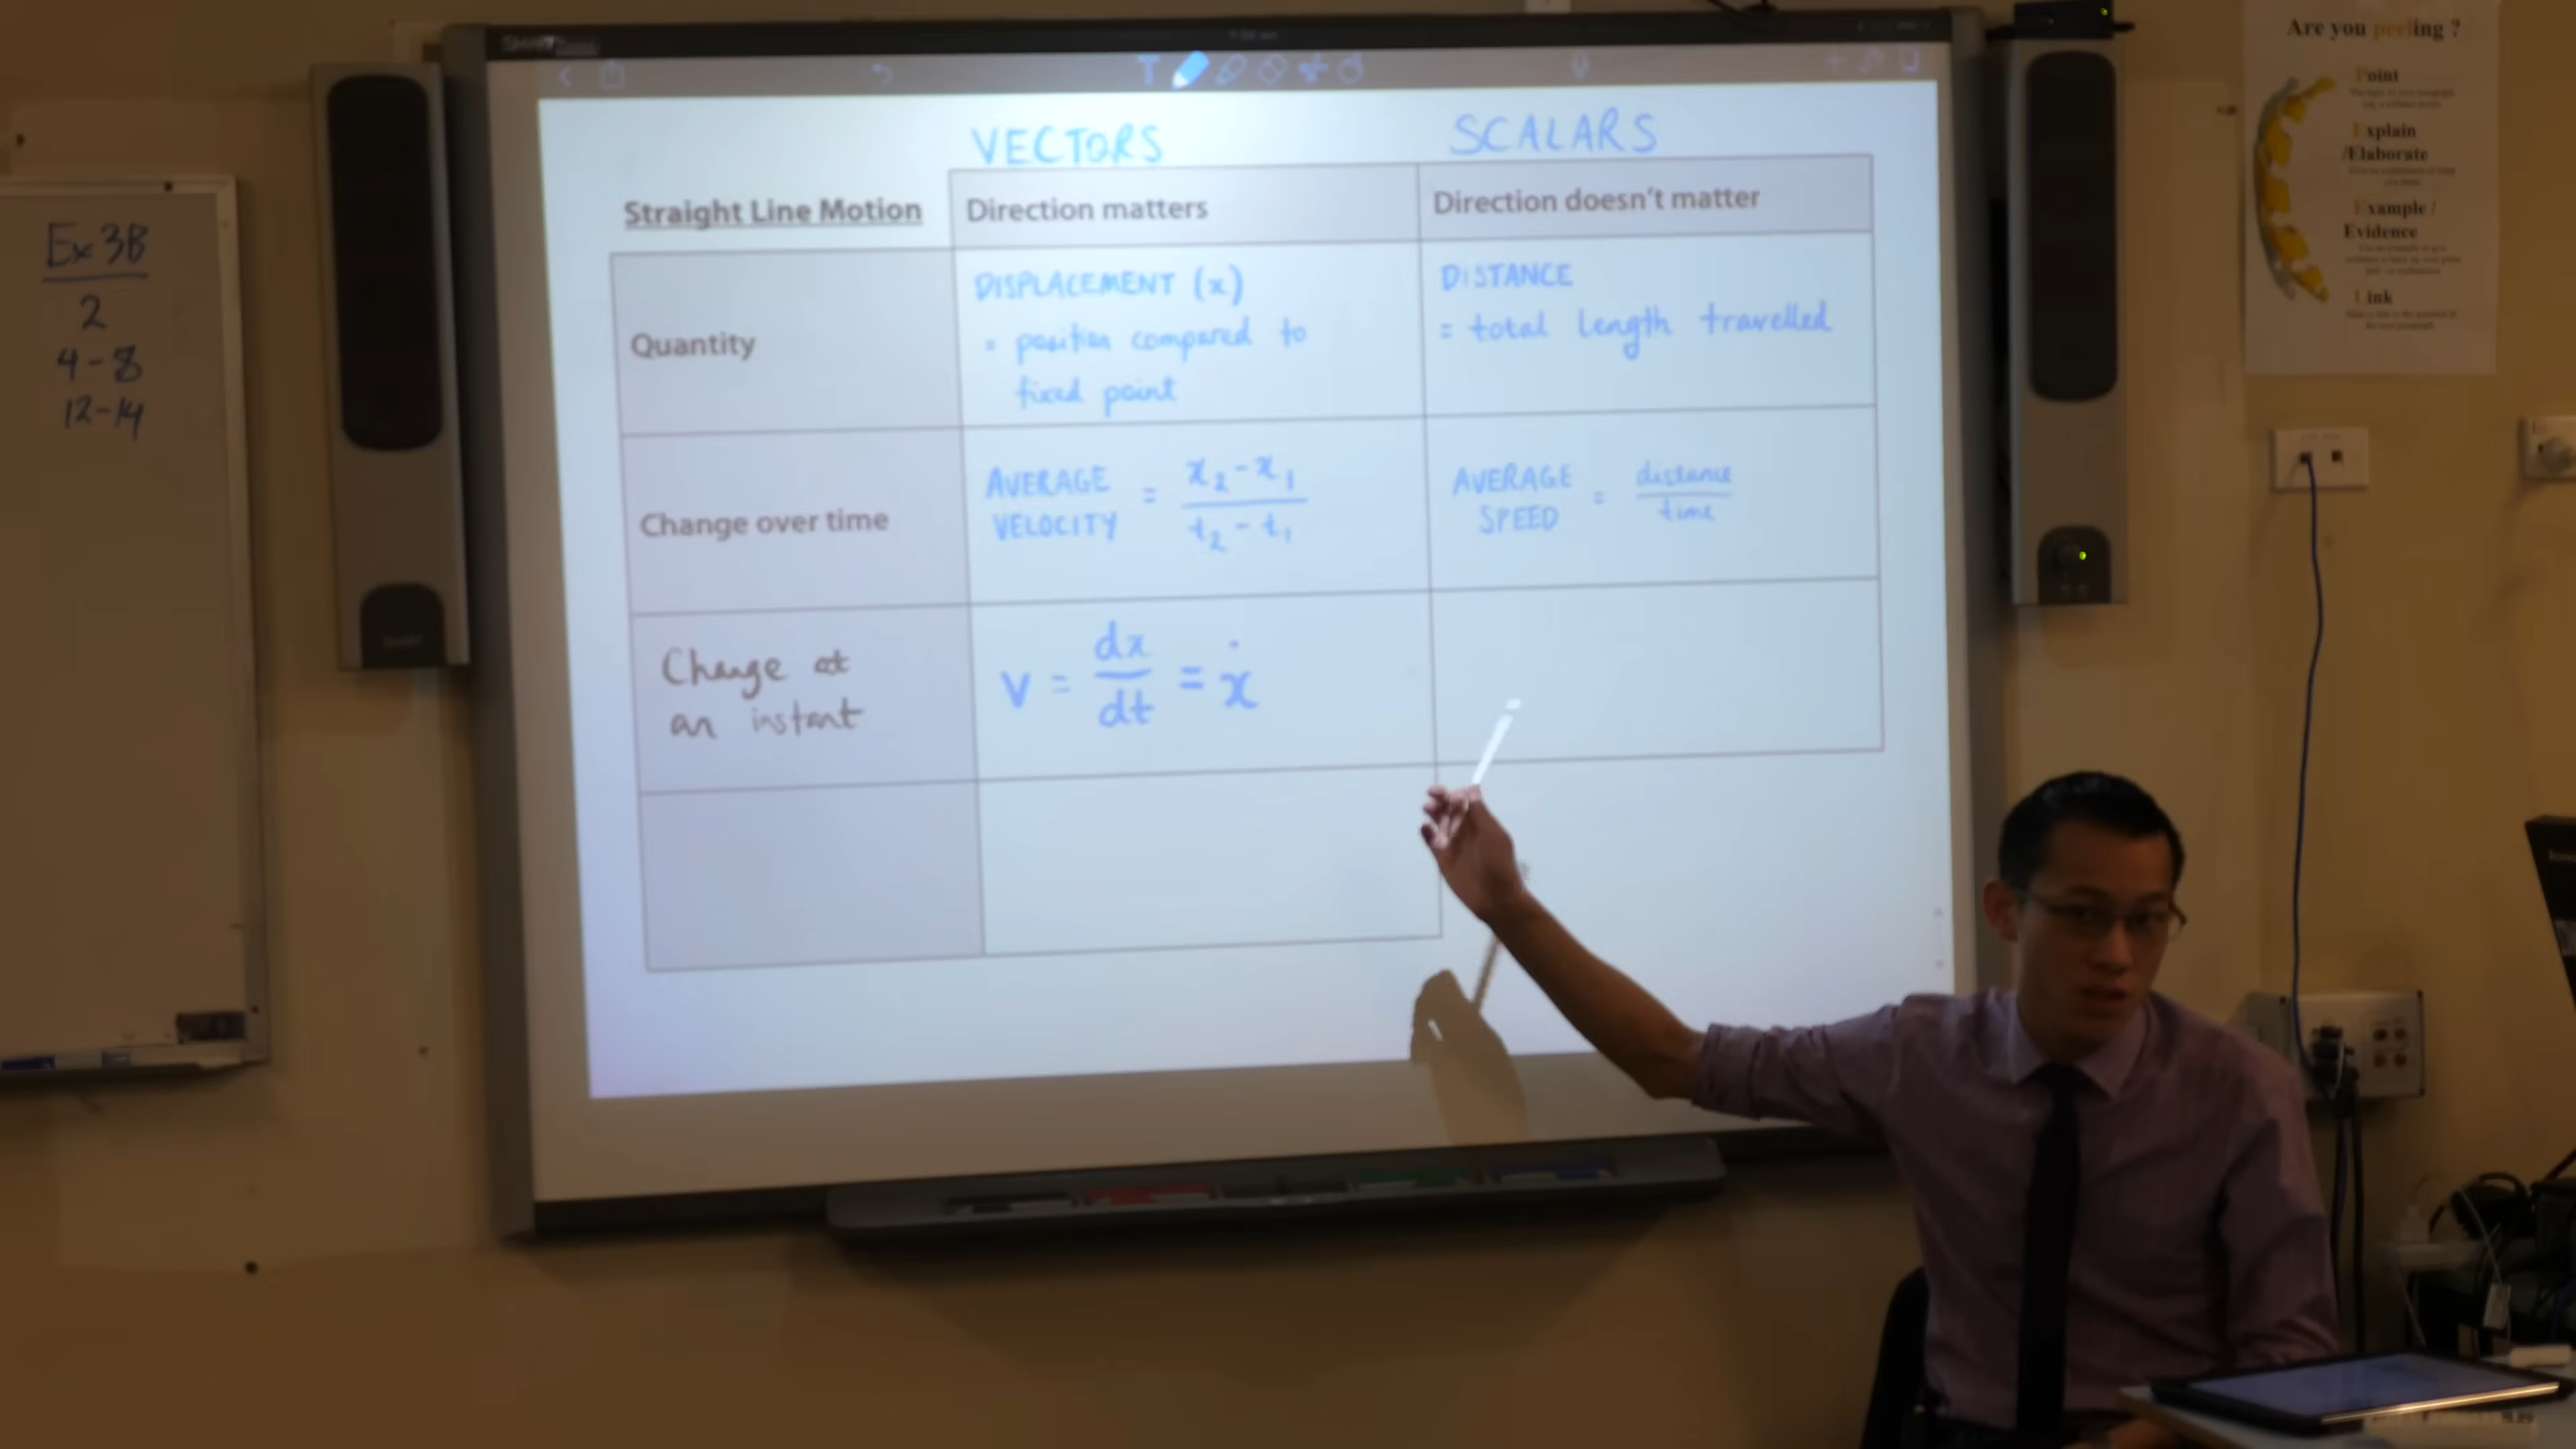 Ex 3B
2
4-8
12-14
VECTORS
SCALARS
Straight Line Motion
Direction matters
Direction doesn't matter
Quantity
DISPLACEMENT (x)
= position compared to
fixed point
DISTANCE
= total length travelled
Change over time
AVERAGE VELOCITY = x₂-x₁ / t₂-t₁
AVERAGE SPEED = distance / time
Change at
an instant
v = dx/dt = ẋ
Are you peeling ?
Point
Explain
/Elaborate
Example /
Evidence
Link